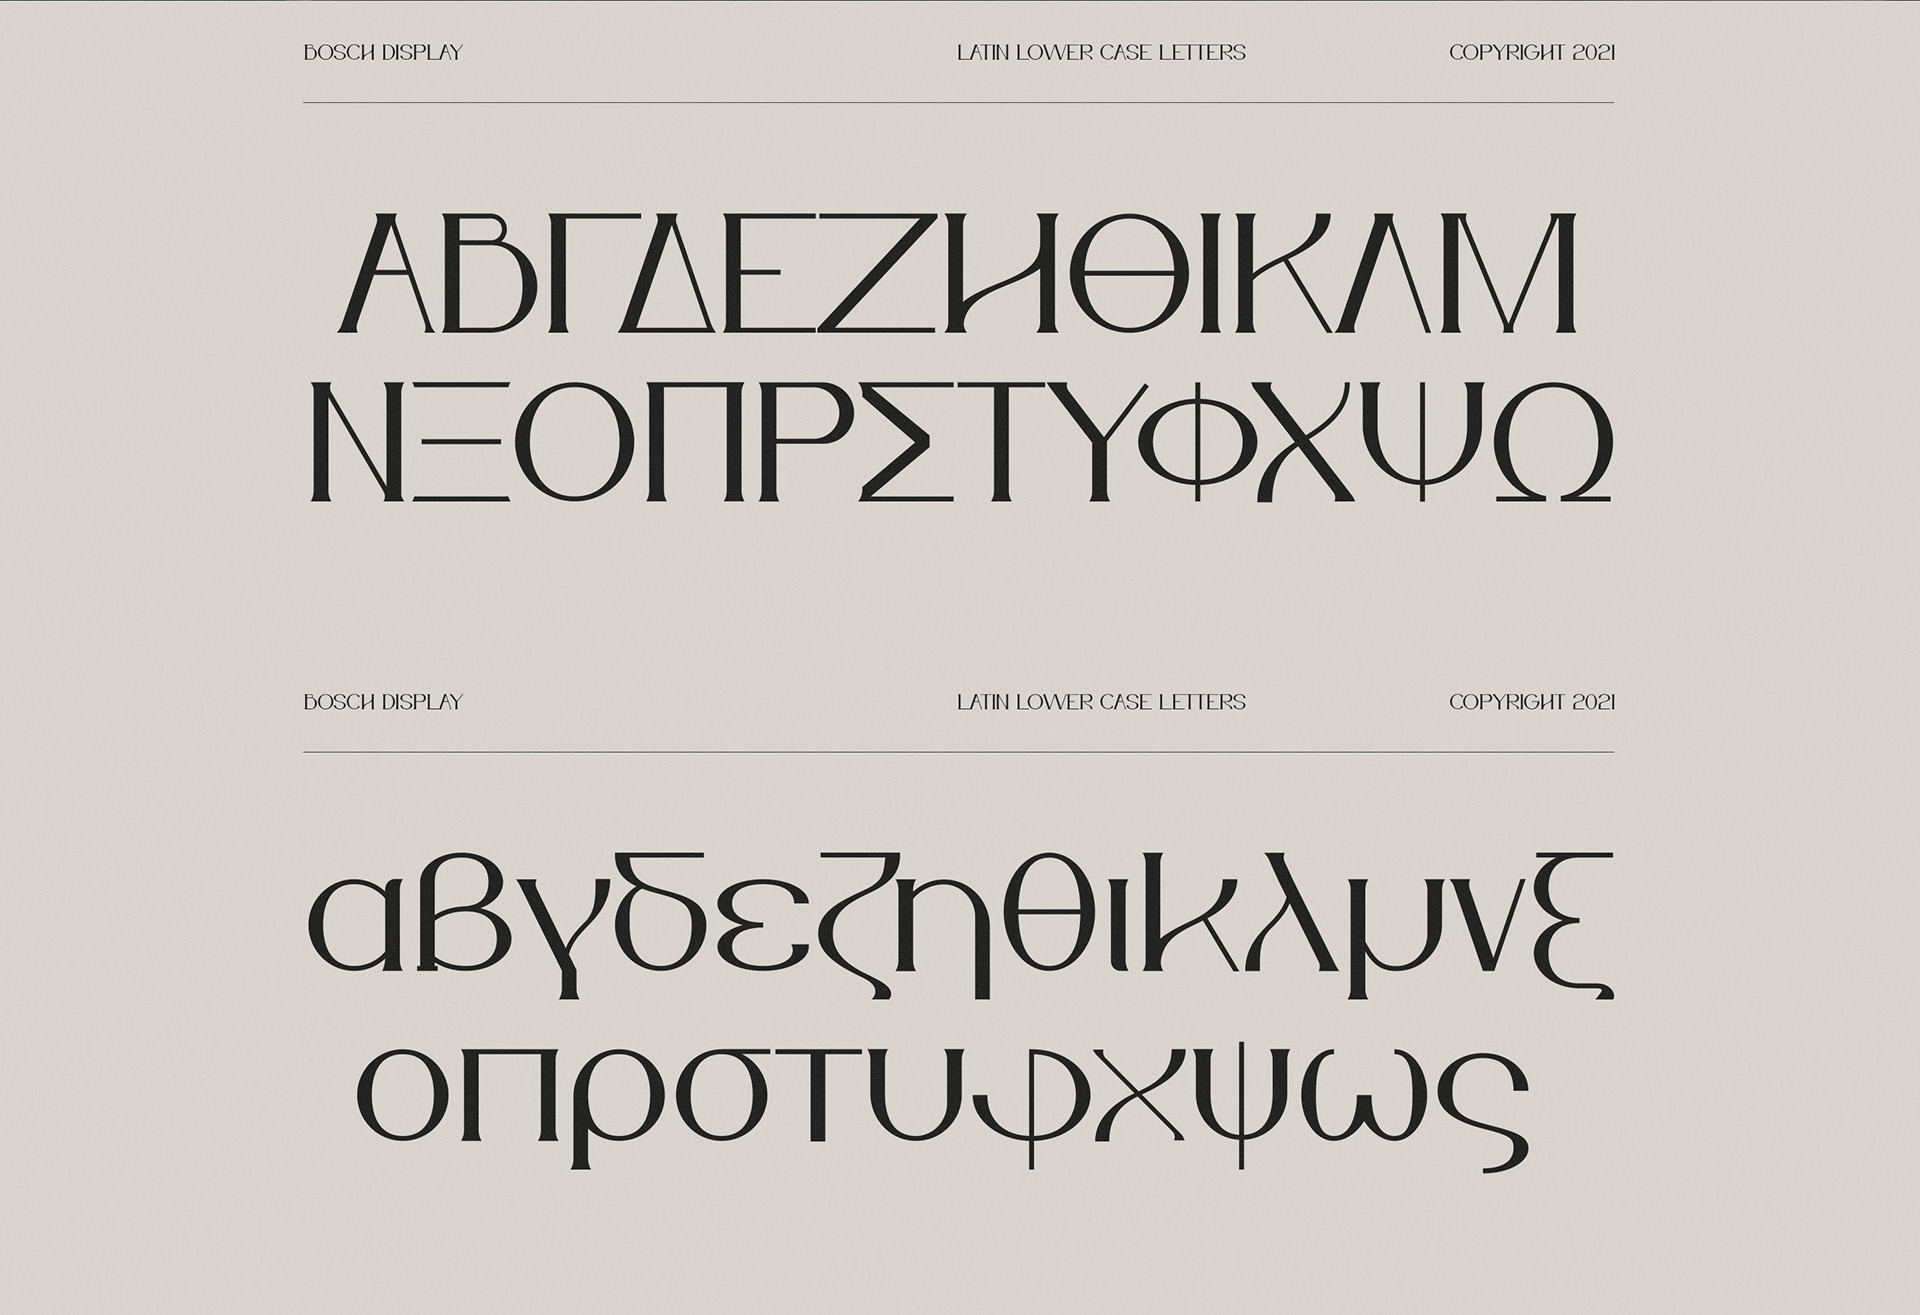 BOSCH DISPLAY LATIN LOWER CASE LETTERS COPYRIGHT 2021
ΑΒΓΔΕΖΗΘΙΚΛΜ
ΝΞΟΠΡΣΤΥΦΧΨΩ
BOSCH DISPLAY LATIN LOWER CASE LETTERS COPYRIGHT 2021
αβγδεζηθικλμνξ
οπρστυφχψως